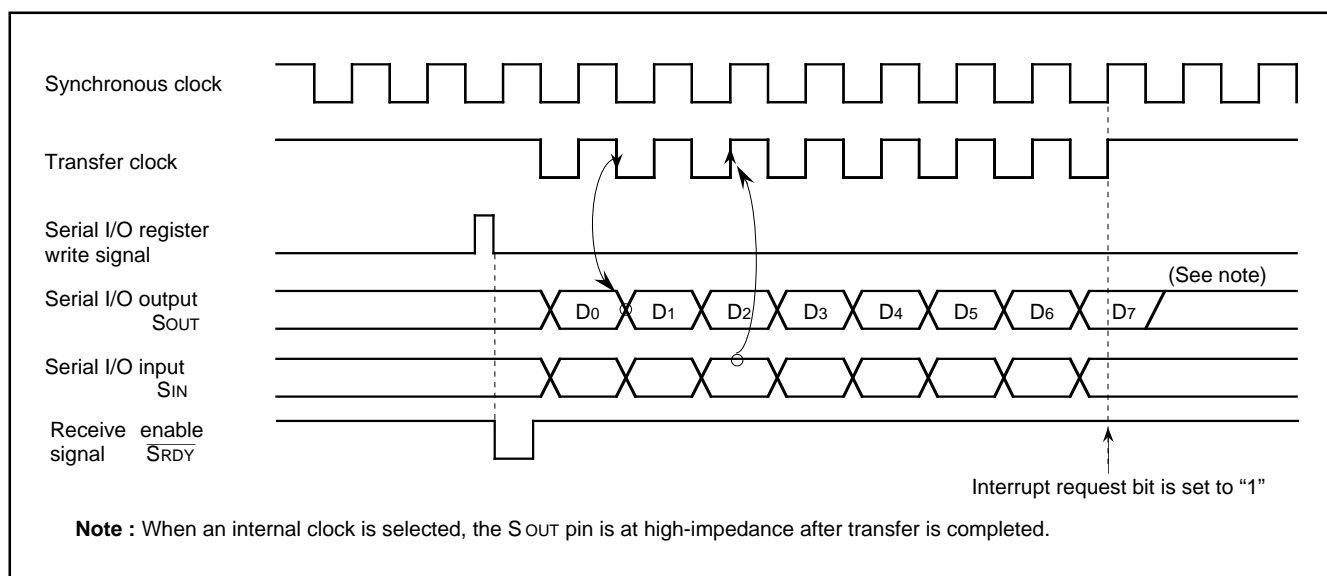 Synchronous clock
Transfer clock
Serial I/O register
write signal
(See note)
Serial I/O output
SOUT
D0 D1 D2 D3 D4 D5 D6 D7
Serial I/O input
SIN
Receive enable
signal SRDY
Interrupt request bit is set to “1”
Note : When an internal clock is selected, the SOUT pin is at high-impedance after transfer is completed.